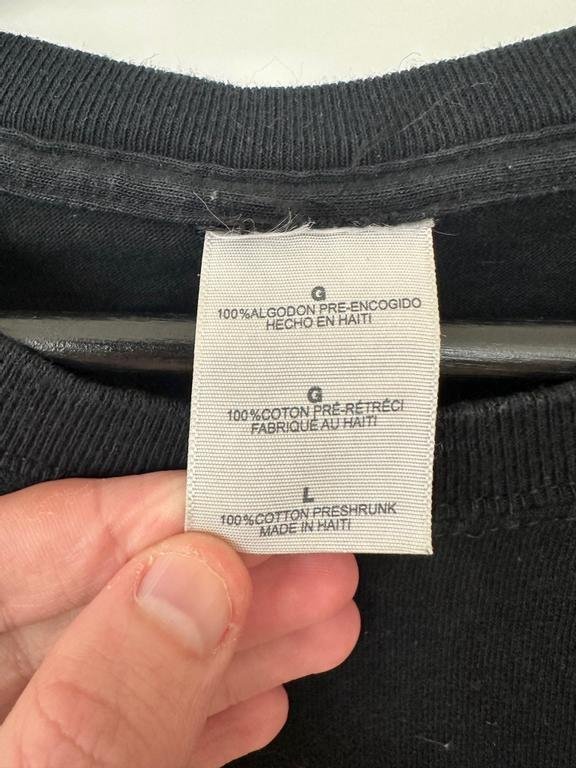 G
100%ALGODON PRE-ENCOGIDO
HECHO EN HAITI
G
100%COTON PRÉ-RÉTRÉCI
FABRIQUÉ AU HAITI
L
100%COTTON PRESHRUNK
MADE IN HAITI